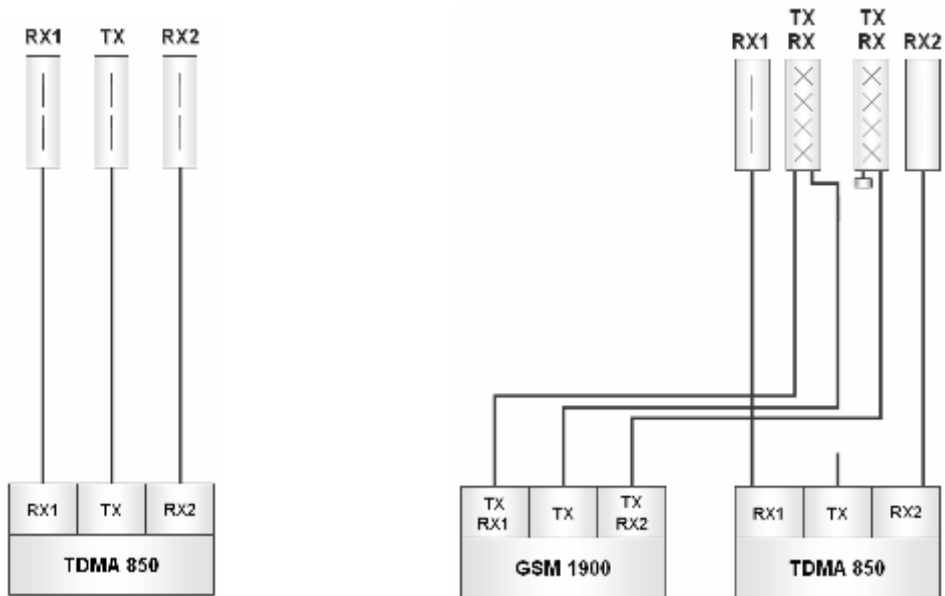 RX1 TX RX2
RX1 TX TDMA 850 RX2
TX TX
RX1 RX RX RX2
TX RX1 TX TX RX2
GSM 1900
RX1 TX RX2
TDMA 850